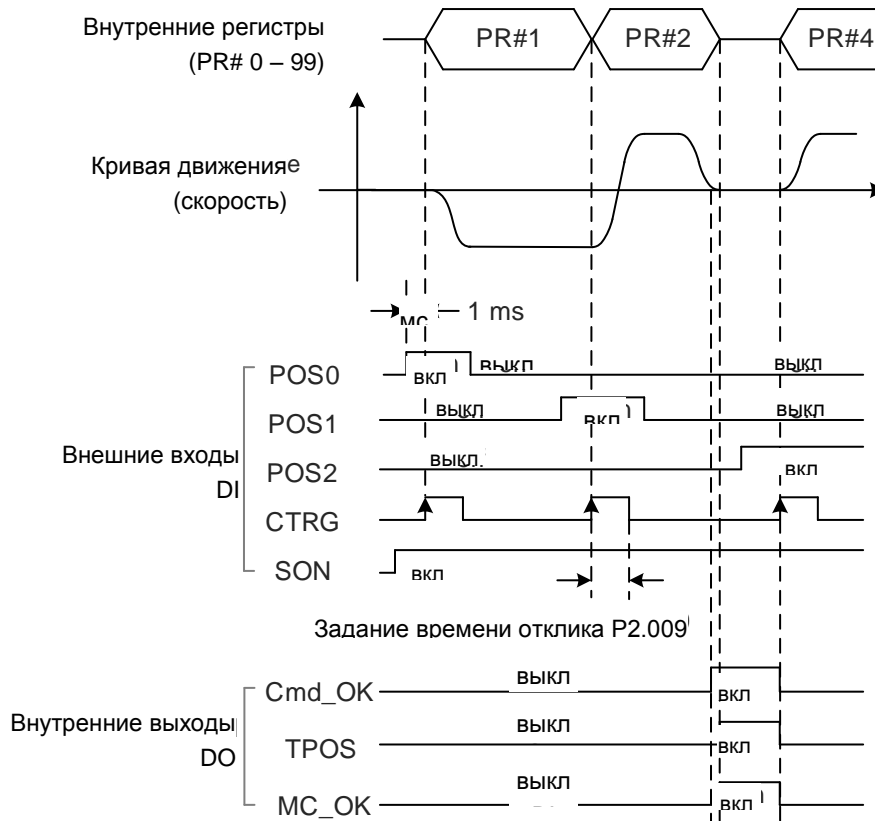 Внутренние регистры
(PR# 0 – 99)
PR#1
PR#2
PR#4
Кривая движенияe
(скорость)
мс
1 ms
POS0
вкл
выкл
выкл
POS1
выкл
вкл
выкл
Внешние входы
DI
POS2
выкл
вкл
CTRG
SON
вкл
Задание времени отклика P2.009
Cmd_OK
выкл
вкл
Внутренние выходы
DO
TPOS
выкл
вкл
MC_OK
выкл
вкл